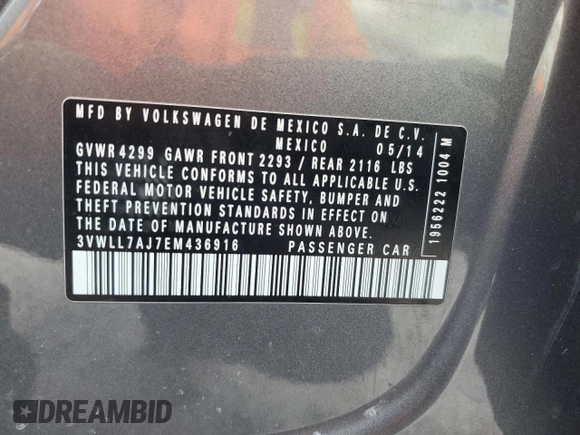 MFD BY VOLKSWAGEN DE MEXICO S.A. DE C.V.
MEXICO 05/14
GVWR 4299 GAWR FRONT 2293 / REAR 2116 LBS
THIS VEHICLE CONFORMS TO ALL APPLICABLE U.S.
FEDERAL MOTOR VEHICLE SAFETY, BUMPER AND
THEFT PREVENTION STANDARDS IN EFFECT ON
THE DATE OF MANUFACTURE SHOWN ABOVE.
3VWLL7AJ7EM436916 PASSENGER CAR
1956222 1004 M
DREAMBID